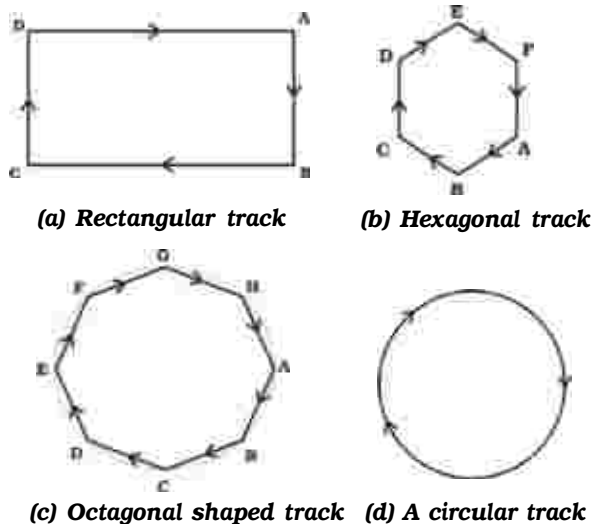 D A
C B
(a) Rectangular track
E
D F
C A
B
(b) Hexagonal track
G
F H
E A
D B
C
(c) Octagonal shaped track
(d) A circular track